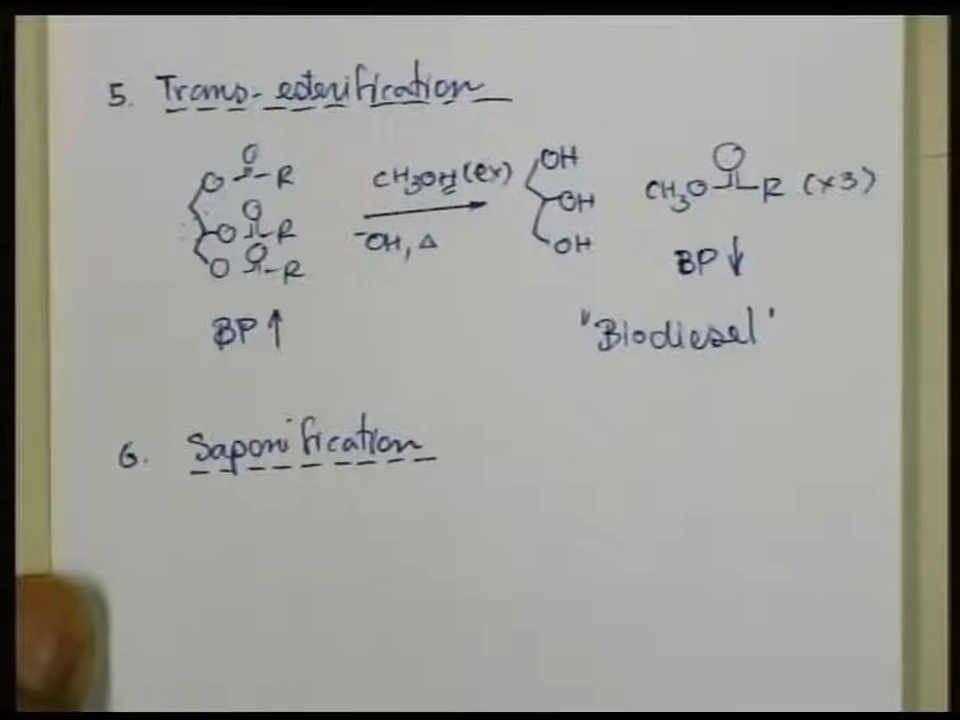 5. Trans-esterification
O O R CH3OH (ex) OH O
O O R -OH, Δ OH CH3O R (x3)
O O R OH
BP↑ BP↓
"Biodiesel"
6. Saponification